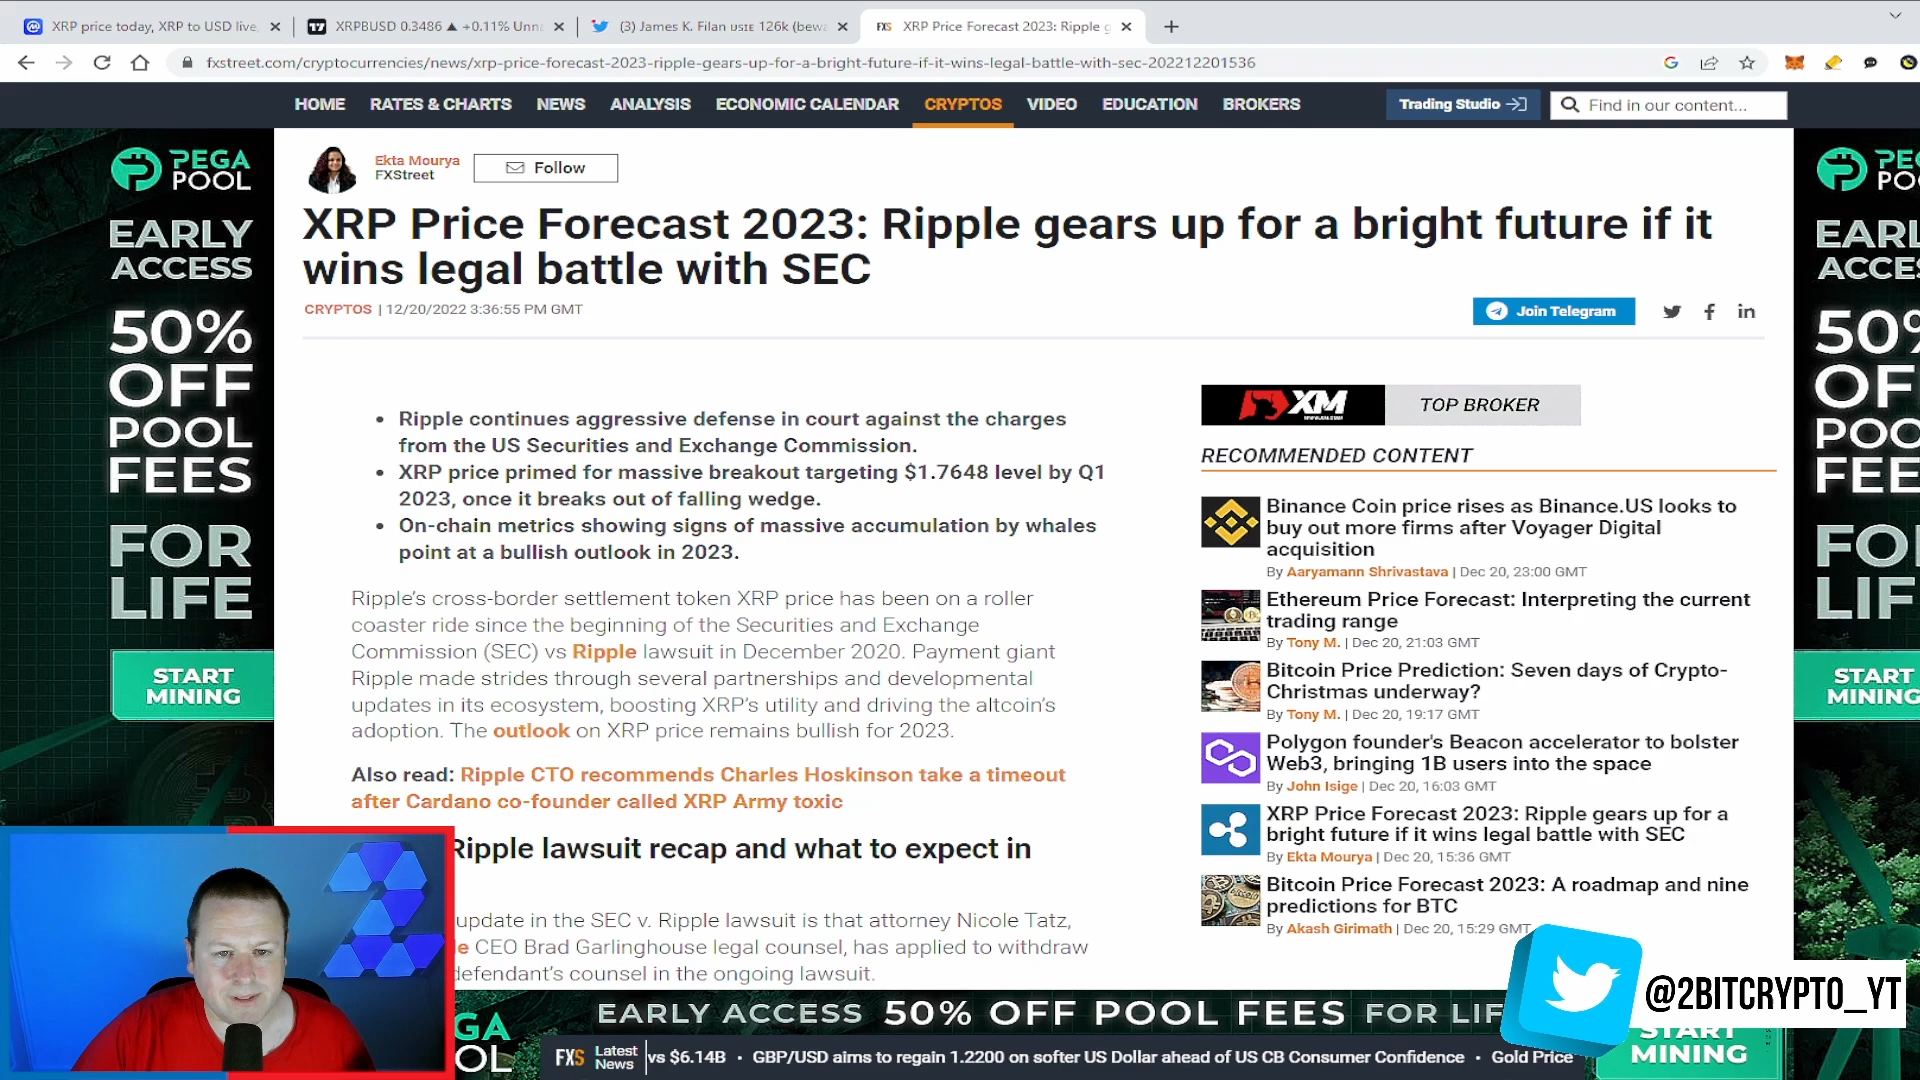 XRP price today, XRP to USD live,
XRPBUSD 0.3486 ▲ +0.11% Unn
(3) James K. Filan 126k (bewa
FXS XRP Price Forecast 2023: Ripple g
fxstreet.com/cryptocurrencies/news/xrp-price-forecast-2023-ripple-gears-up-for-a-bright-future-if-it-wins-legal-battle-with-sec-202212201536
HOME RATES & CHARTS NEWS ANALYSIS ECONOMIC CALENDAR CRYPTOS VIDEO EDUCATION BROKERS Trading Studio Find in our content...
PEGA
POOL
EARLY
ACCESS
50%
OFF
POOL
FEES
FOR
LIFE
START
MINING
Ekta Mourya
FXStreet
Follow
XRP Price Forecast 2023: Ripple gears up for a bright future if it
wins legal battle with SEC
CRYPTOS | 12/20/2022 3:36:55 PM GMT
Join Telegram
• Ripple continues aggressive defense in court against the charges
from the US Securities and Exchange Commission.
• XRP price primed for massive breakout targeting $1.7648 level by Q1
2023, once it breaks out of falling wedge.
• On-chain metrics showing signs of massive accumulation by whales
point at a bullish outlook in 2023.
Ripple's cross-border settlement token XRP price has been on a roller
coaster ride since the beginning of the Securities and Exchange
Commission (SEC) vs Ripple lawsuit in December 2020. Payment giant
Ripple made strides through several partnerships and developmental
updates in its ecosystem, boosting XRP's utility and driving the altcoin's
adoption. The outlook on XRP price remains bullish for 2023.
Also read: Ripple CTO recommends Charles Hoskinson take a timeout
after Cardano co-founder called XRP Army toxic
Ripple lawsuit recap and what to expect in
update in the SEC v. Ripple lawsuit is that attorney Nicole Tatz,
le CEO Brad Garlinghouse legal counsel, has applied to withdraw
defendant's counsel in the ongoing lawsuit.
XM TOP BROKER
RECOMMENDED CONTENT
Binance Coin price rises as Binance.US looks to
buy out more firms after Voyager Digital
acquisition
By Aaryamann Shrivastava | Dec 20, 23:00 GMT
Ethereum Price Forecast: Interpreting the current
trading range
By Tony M. | Dec 20, 21:03 GMT
Bitcoin Price Prediction: Seven days of Crypto-
Christmas underway?
By Tony M. | Dec 20, 19:17 GMT
Polygon founder's Beacon accelerator to bolster
Web3, bringing 1B users into the space
By John Isige | Dec 20, 16:03 GMT
XRP Price Forecast 2023: Ripple gears up for a
bright future if it wins legal battle with SEC
By Ekta Mourya | Dec 20, 15:36 GMT
Bitcoin Price Forecast 2023: A roadmap and nine
predictions for BTC
By Akash Girimath | Dec 20, 15:29 GMT
PE
PO
EARL
ACCE
50%
OF
POO
FEE
FO
LIF
START
MINING
@2BITCRYPTO_YT
GA
OL
EARLY ACCESS 50% OFF POOL FEES FOR LIF
START
MINING
FXS Latest News vs $6.14B • GBP/USD aims to regain 1.2200 on softer US Dollar ahead of US CB Consumer Confidence • Gold Price